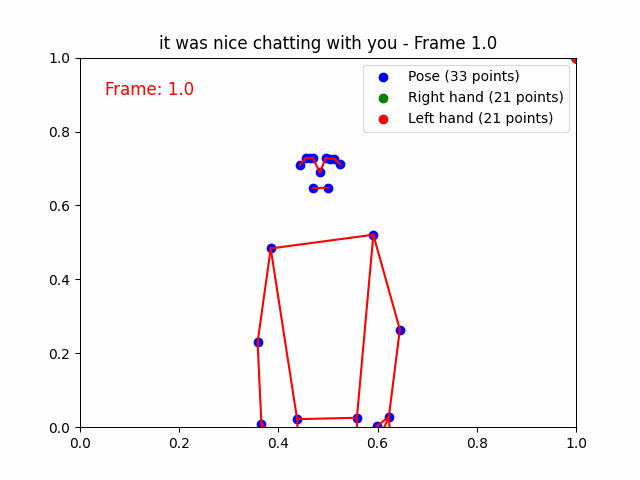 it was nice chatting with you - Frame 1.0
Frame: 1.0
Pose (33 points)
Right hand (21 points)
Left hand (21 points)
1.0
0.8
0.6
0.4
0.2
0.0
0.0 0.2 0.4 0.6 0.8 1.0